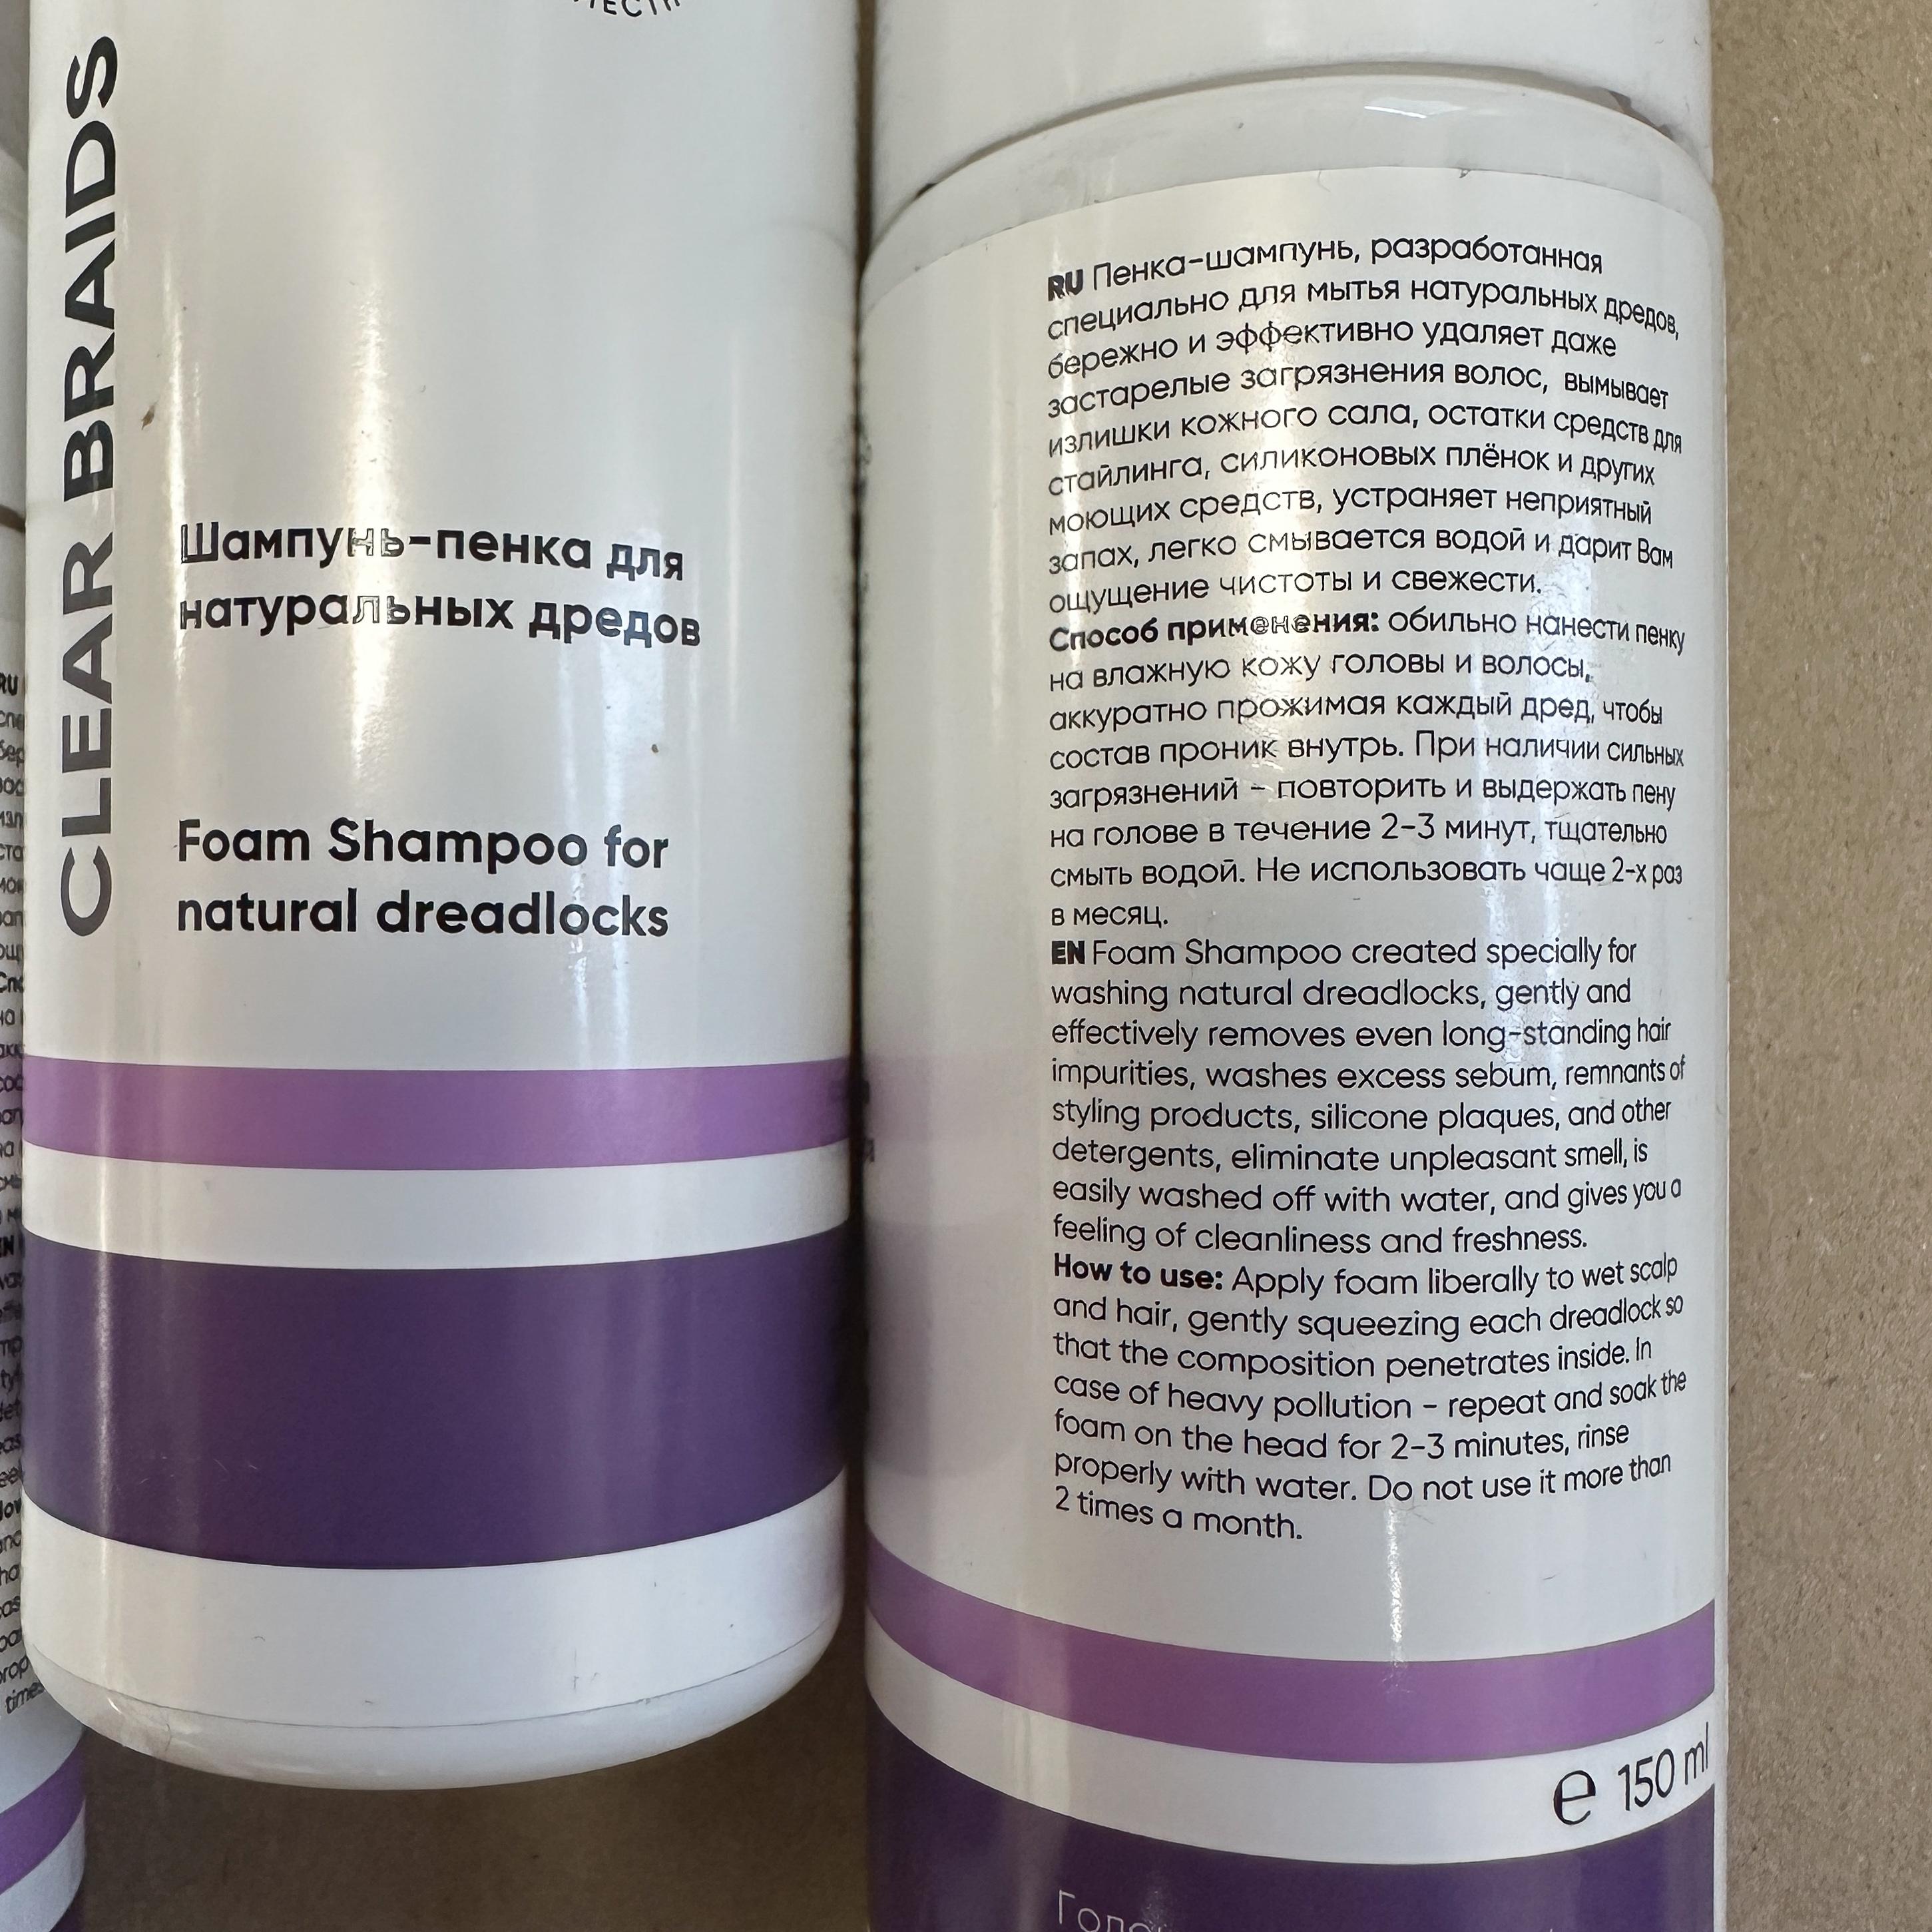 CLEAR BRAIDS
Шампунь-пенка для
натуральных дредов
Foam Shampoo for
natural dreadlocks
RU Пенка-шампунь, разработанная
специально для мытья натуральных дредов,
бережно и эффективно удаляет даже
застарелые загрязнения волос, вымывает
излишки кожного сала, остатки средств для
стайлинга, силиконовых плёнок и других
моющих средств, устраняет неприятный
запах, легко смывается водой и дарит Вам
ощущение чистоты и свежести.
Способ применения: обильно нанести пенку
на влажную кожу головы и волосы,
аккуратно прожимая каждый дред, чтобы
состав проник внутрь. При наличии сильных
загрязнений – повторить и выдержать пену
на голове в течение 2-3 минут, тщательно
смыть водой. Не использовать чаще 2-х раз
в месяц.
EN Foam Shampoo created specially for
washing natural dreadlocks, gently and
effectively removes even long-standing hair
impurities, washes excess sebum, remnants of
styling products, silicone plaques, and other
detergents, eliminate unpleasant smell, is
easily washed off with water, and gives you a
feeling of cleanliness and freshness.
How to use: Apply foam liberally to wet scalp
and hair, gently squeezing each dreadlock so
that the composition penetrates inside. In
case of heavy pollution – repeat and soak the
foam on the head for 2-3 minutes, rinse
properly with water. Do not use it more than
2 times a month.
℮ 150 ml